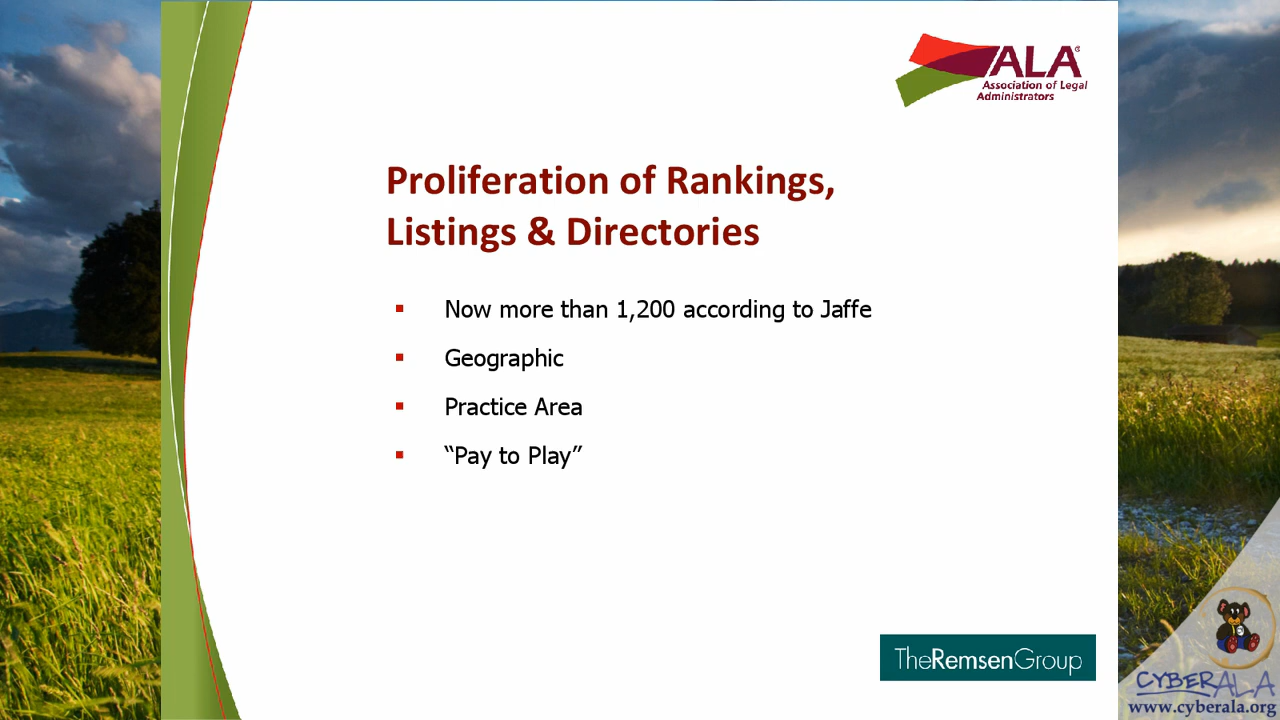 ALA®
Association of Legal
Administrators
Proliferation of Rankings,
Listings & Directories
▪ Now more than 1,200 according to Jaffe
▪ Geographic
▪ Practice Area
▪ “Pay to Play”
TheRemsenGroup
CYBERALA
www.cyberala.org